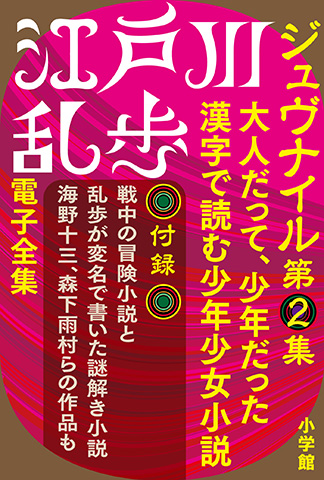 江戸川
乱歩
電子全集
ジュヴナイル第2集
大人だって、少年だった
漢字で読む少年少女小説
◎付録◎
戦中の冒険小説と
乱歩が変名で書いた謎解き小説
海野十三、森下雨村らの作品も
小学館